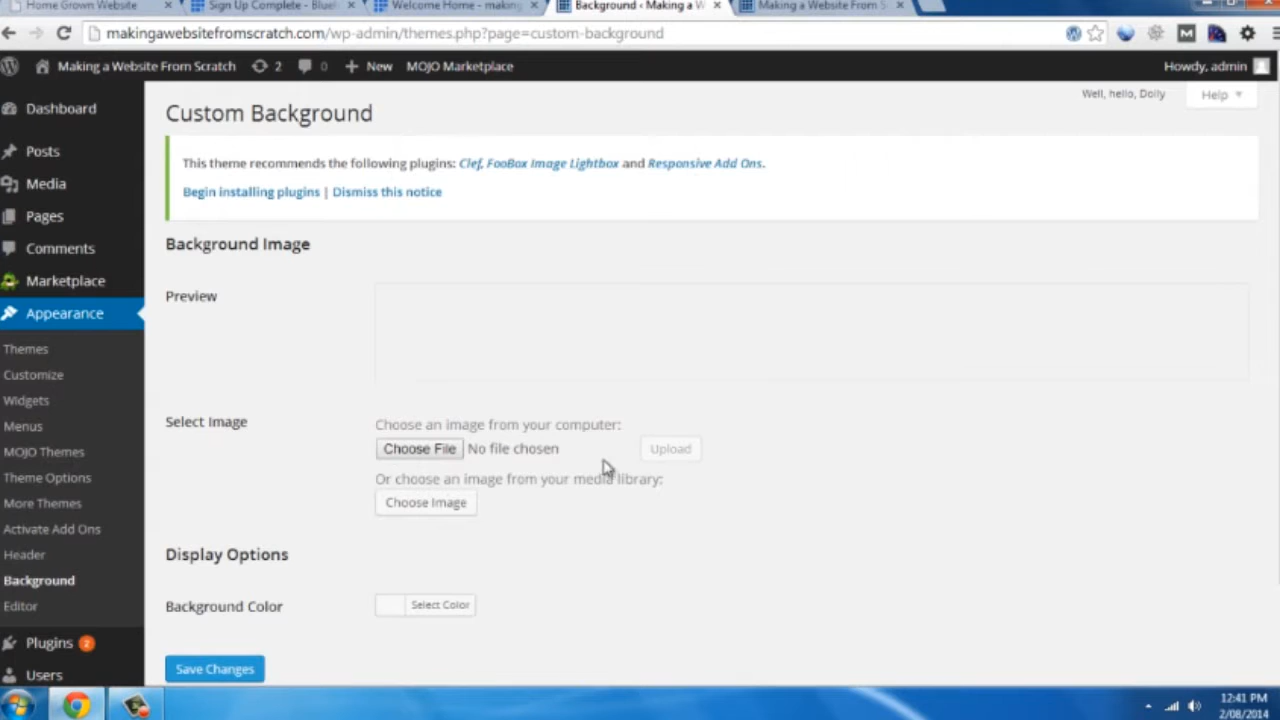 Home Grown Website × Sign Up Complete - Blueh × Welcome Home - making × Background ‹ Making a W × Making a Website From S ×
makingawebsitefromscratch.com/wp-admin/themes.php?page=custom-background
Making a Website From Scratch 2 0 + New MOJO Marketplace Howdy, admin
Well, hello, Dolly Help
Dashboard
Posts
Media
Pages
Comments
Marketplace
Appearance
Themes
Customize
Widgets
Menus
MOJO Themes
Theme Options
More Themes
Activate Add Ons
Header
Background
Editor
Plugins 2
Users
Custom Background
This theme recommends the following plugins: Clef, FooBox Image Lightbox and Responsive Add Ons.
Begin installing plugins | Dismiss this notice
Background Image
Preview
Select Image
Choose an image from your computer:
Choose File No file chosen Upload
Or choose an image from your media library:
Choose Image
Display Options
Background Color Select Color
Save Changes
12:41 PM
2/08/2014